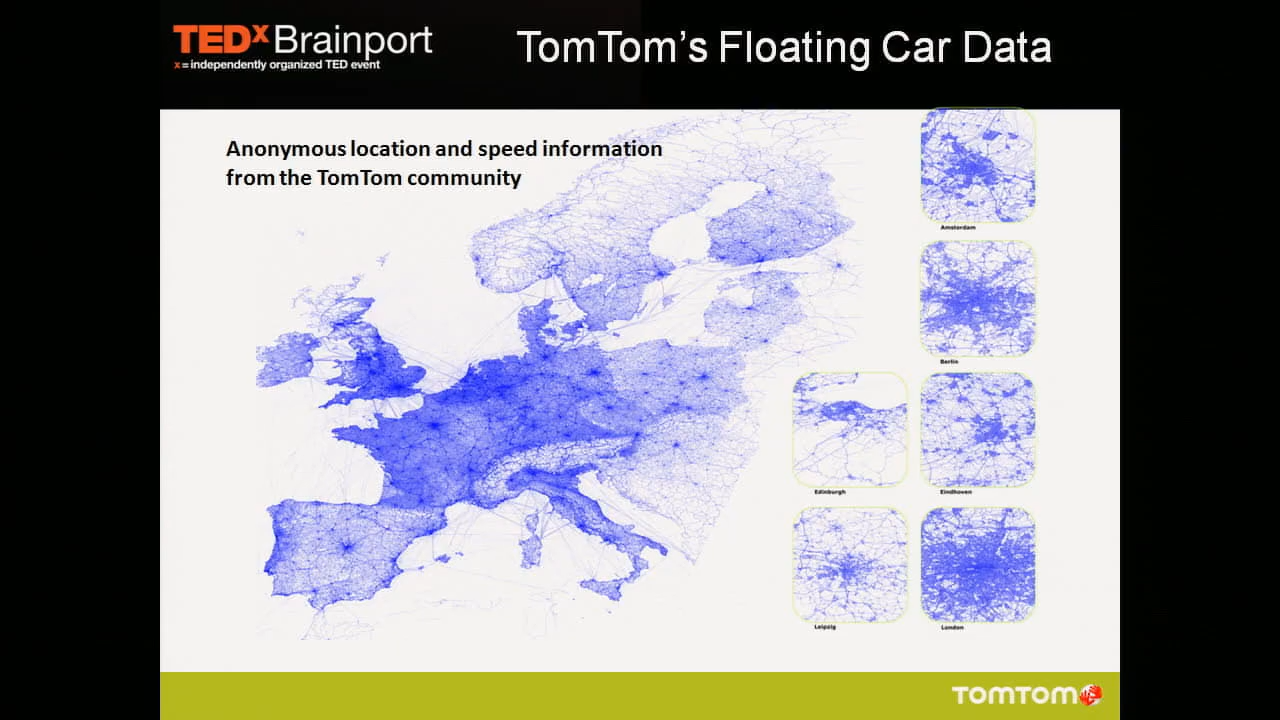 TEDx Brainport
x = independently organized TED event
TomTom's Floating Car Data
Anonymous location and speed information
from the TomTom community
Amsterdam
Berlin
Edinburgh
Eindhoven
Leipzig
London
TOMTOM